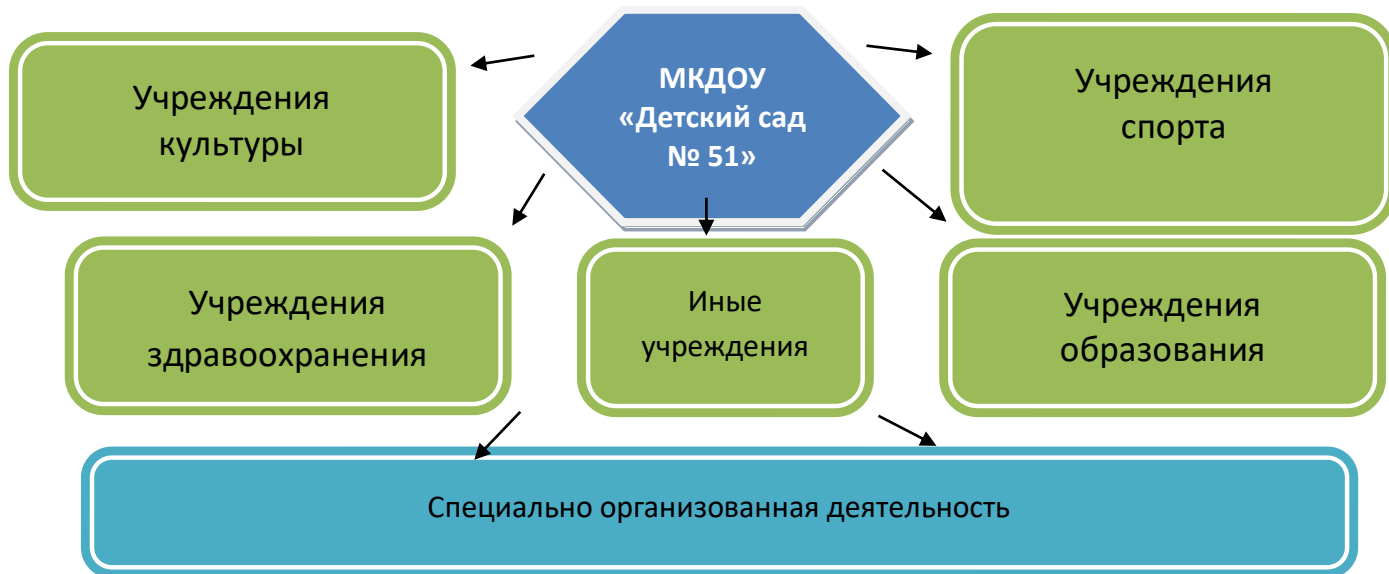 Учреждения
культуры
МКДОУ
«Детский сад
№ 51»
Учреждения
спорта
Учреждения
здравоохранения
Иные
учреждения
Учреждения
образования
Специально организованная деятельность